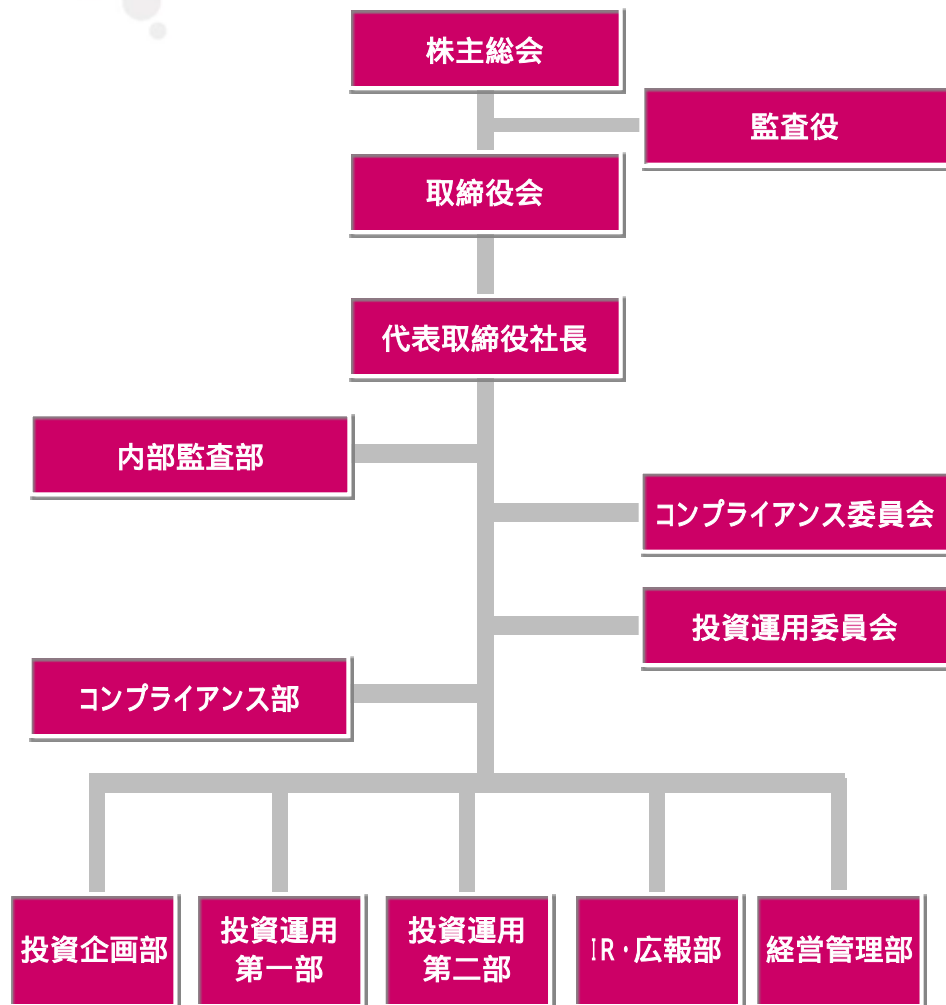 株主総会
監査役
取締役会
代表取締役社長
内部監査部
コンプライアンス委員会
投資運用委員会
コンプライアンス部
投資企画部
投資運用
第一部
投資運用
第二部
IR・広報部
経営管理部